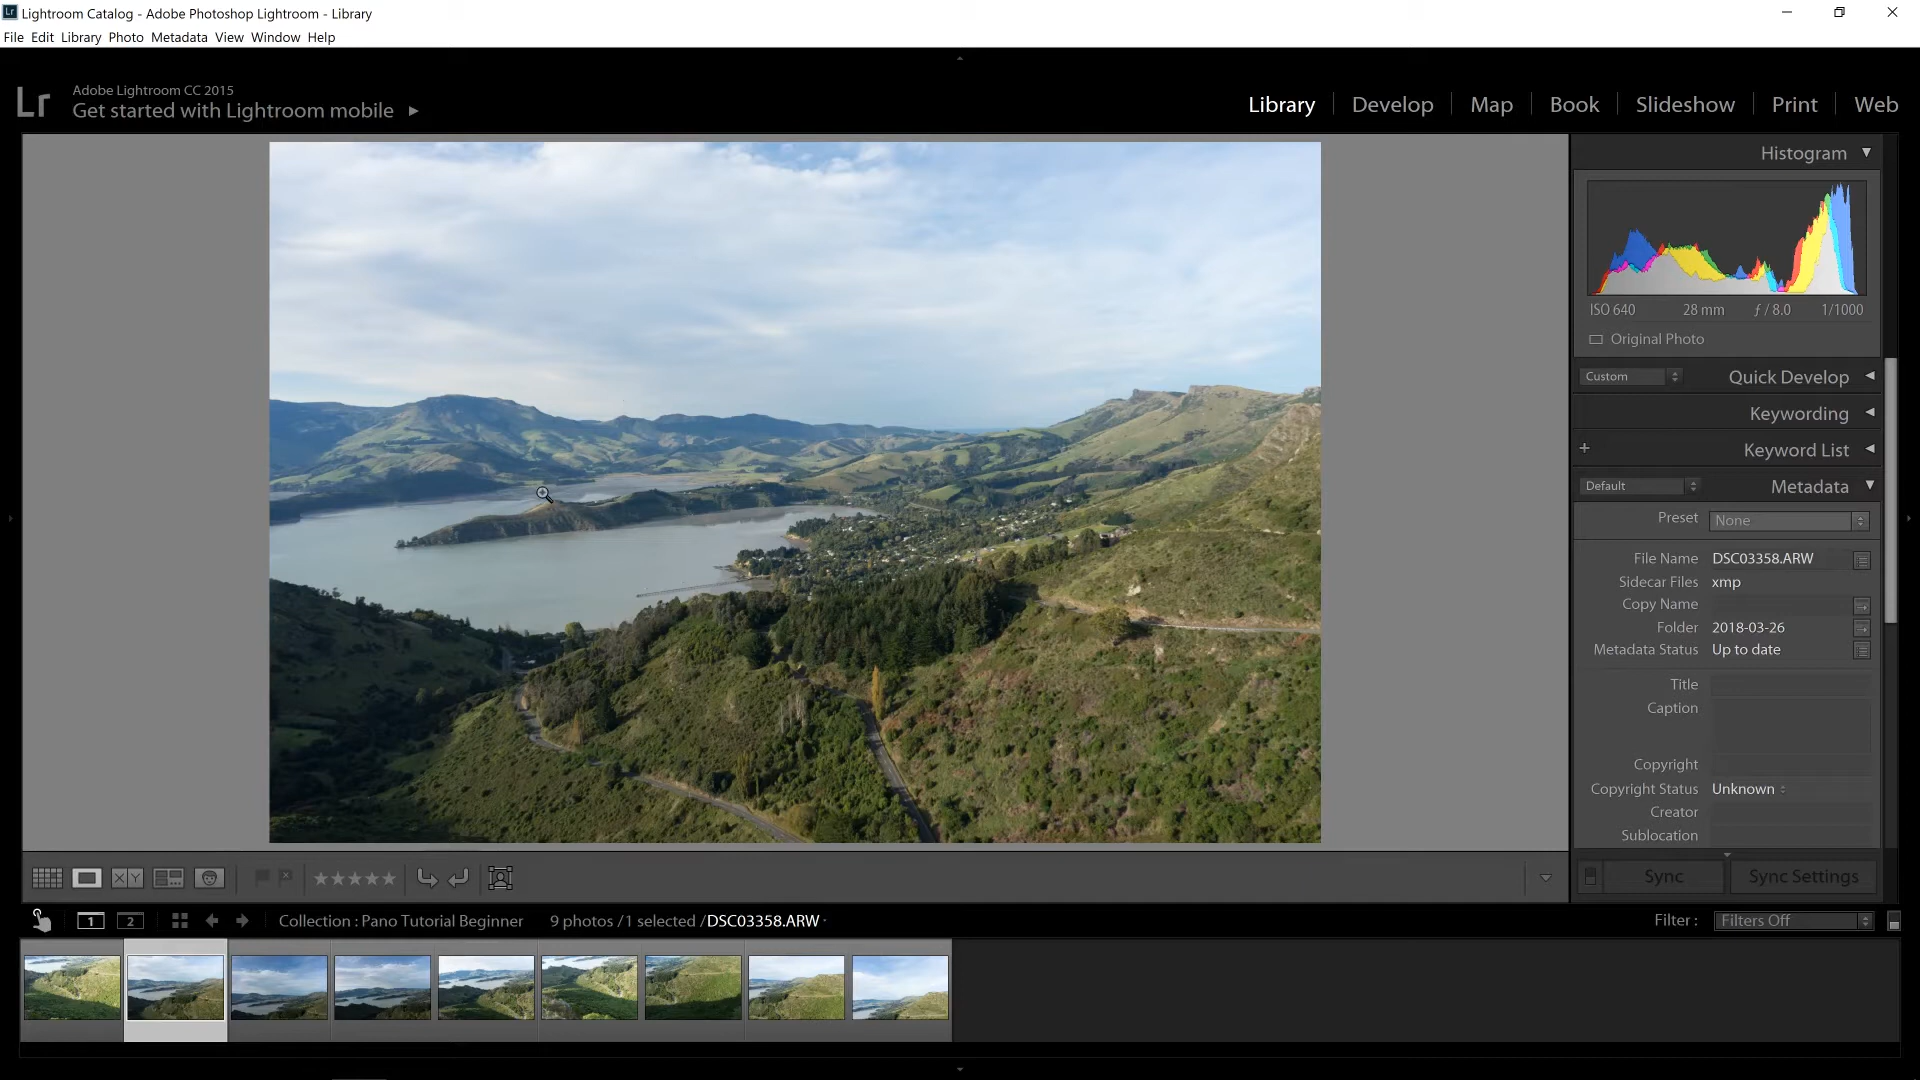 Lr Lightroom Catalog - Adobe Photoshop Lightroom - Library
File Edit Library Photo Metadata View Window Help
Lr
Adobe Lightroom CC 2015
Get started with Lightroom mobile
Library Develop Map Book Slideshow Print Web
Histogram
ISO 640 28 mm ƒ / 8.0 1/1000
Original Photo
Custom Quick Develop
Keywording
+ Keyword List
Default Metadata
Preset None
File Name DSC03358.ARW
Sidecar Files xmp
Copy Name
Folder 2018-03-26
Metadata Status Up to date
Title
Caption
Copyright
Copyright Status Unknown
Creator
Sublocation
X Y
Sync Sync Settings
1 2 Collection : Pano Tutorial Beginner 9 photos /1 selected /DSC03358.ARW
Filter : Filters Off